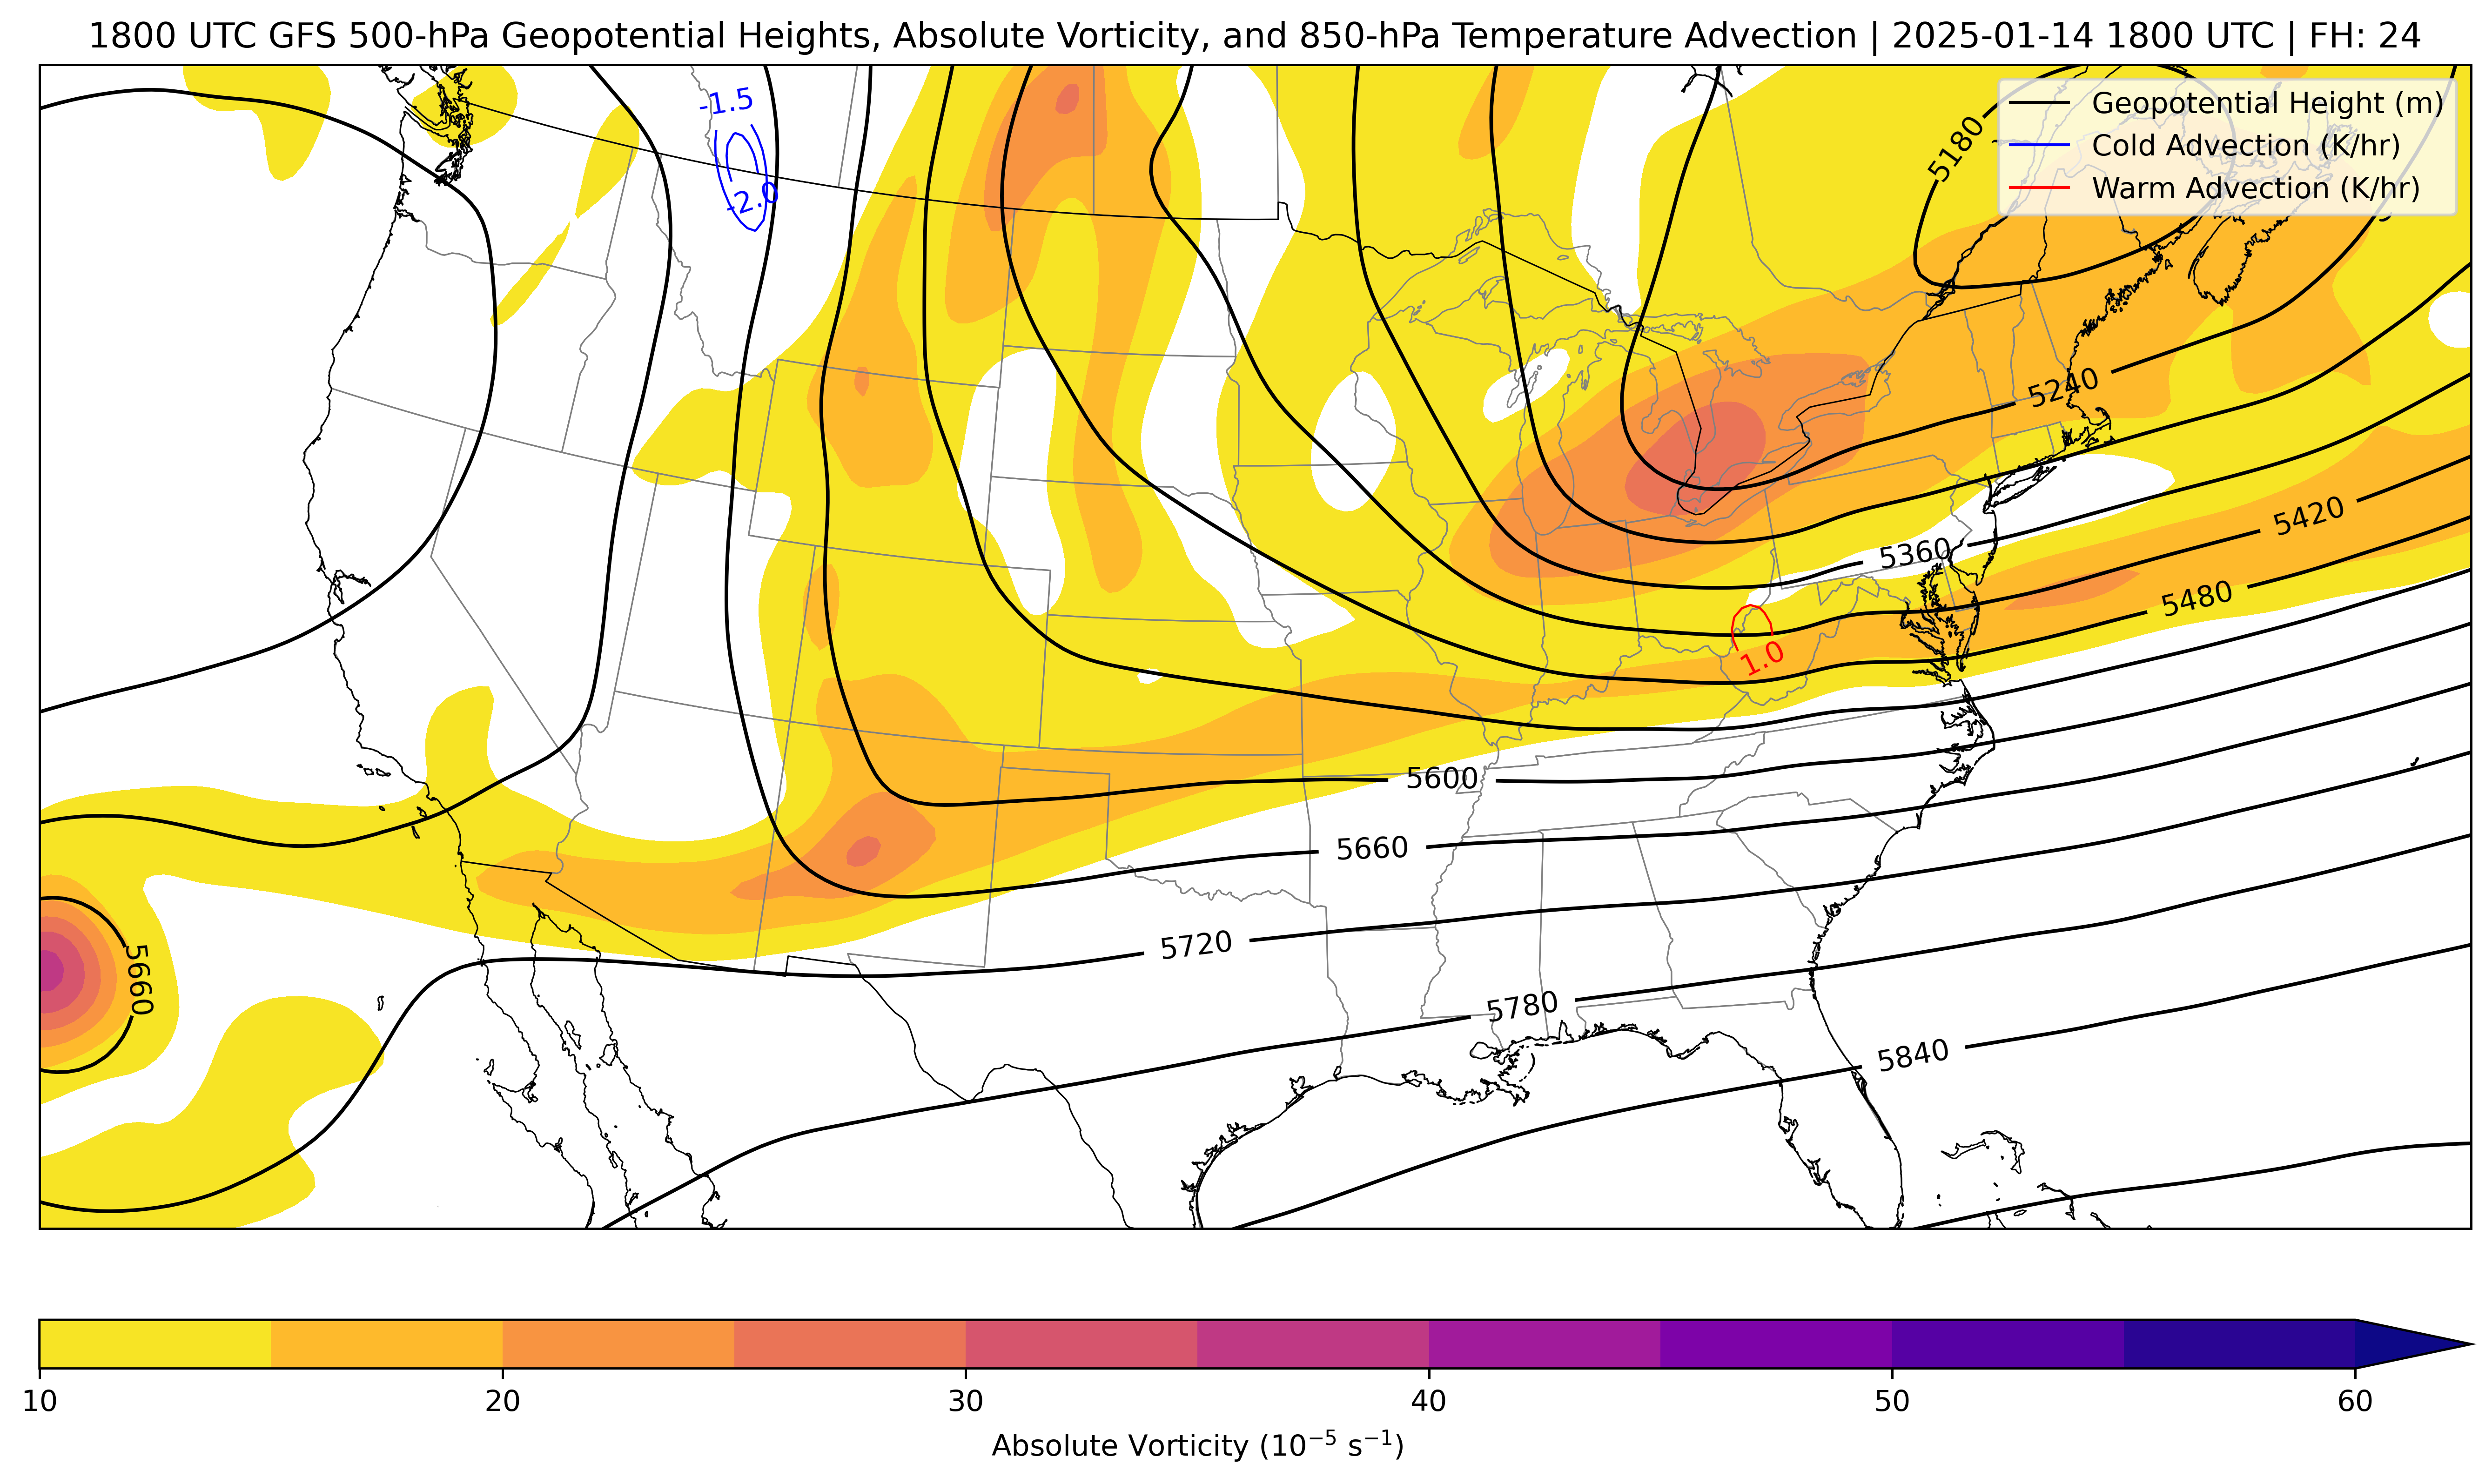 1800 UTC GFS 500-hPa Geopotential Heights, Absolute Vorticity, and 850-hPa Temperature Advection | 2025-01-14 1800 UTC | FH: 24
Geopotential Height (m)
Cold Advection (K/hr)
Warm Advection (K/hr)
-1.5
-2.0
5180
5240
5360
5420
5480
1.0
5600
5660
5720
5660
5780
5840
10 20 30 40 50 60
Absolute Vorticity (10⁻⁵ s⁻¹)